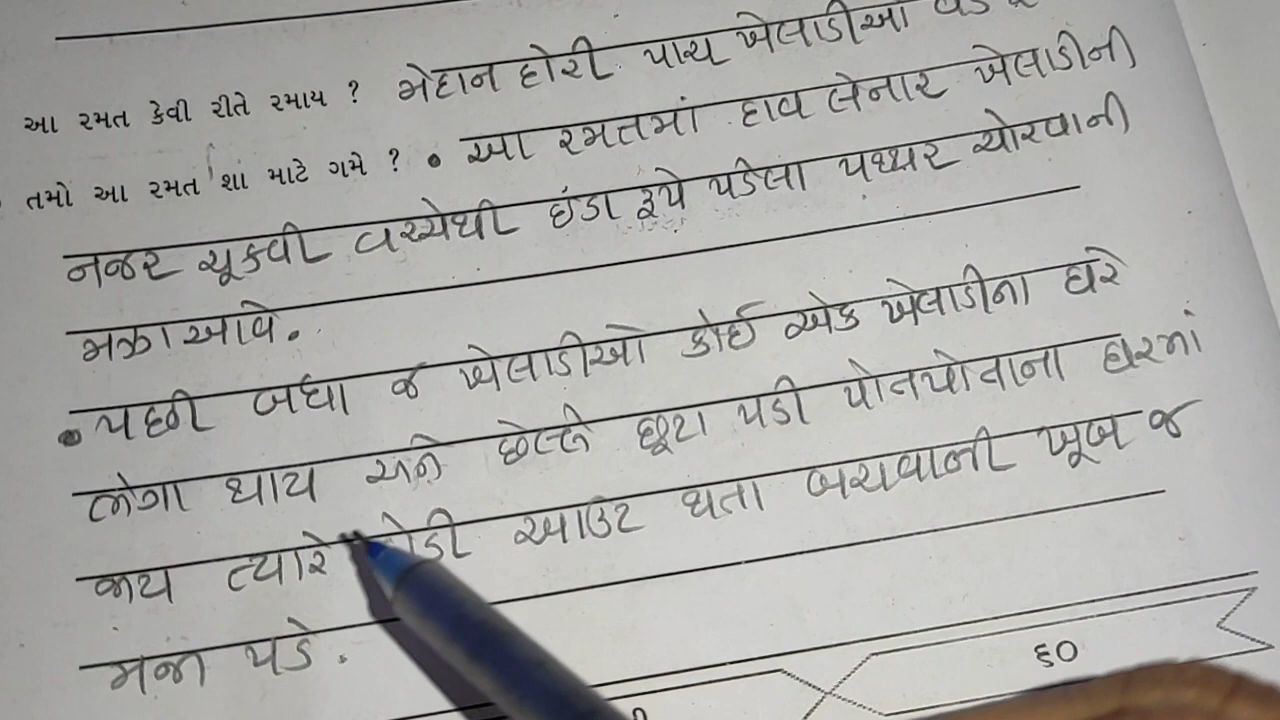 આ રમત કેવી રીતે રમાય ? મેદાન દોરી. પાચ ખેલાડીઓ
તમો આ રમત શા માટે ગમે ? • આ રમતમાં દાવ લેનાર ખેલાડીની
નજર ચૂકવી વચ્ચેથી ઈંડા રૂપે પડેલા પથ્થર ચોરવાની
મઝા આવે.
• પછી બધા જ ખેલાડીઓ કોઈ એક ખેલાડીના ઘરે
ભેગા થાય અને છેલ્લે છૂટા પડી પોતપોતાના ઘરમાં
જાય ત્યારે આઉટ થતા બચવાની ખૂબ જ
મજા પડે.
૬૦